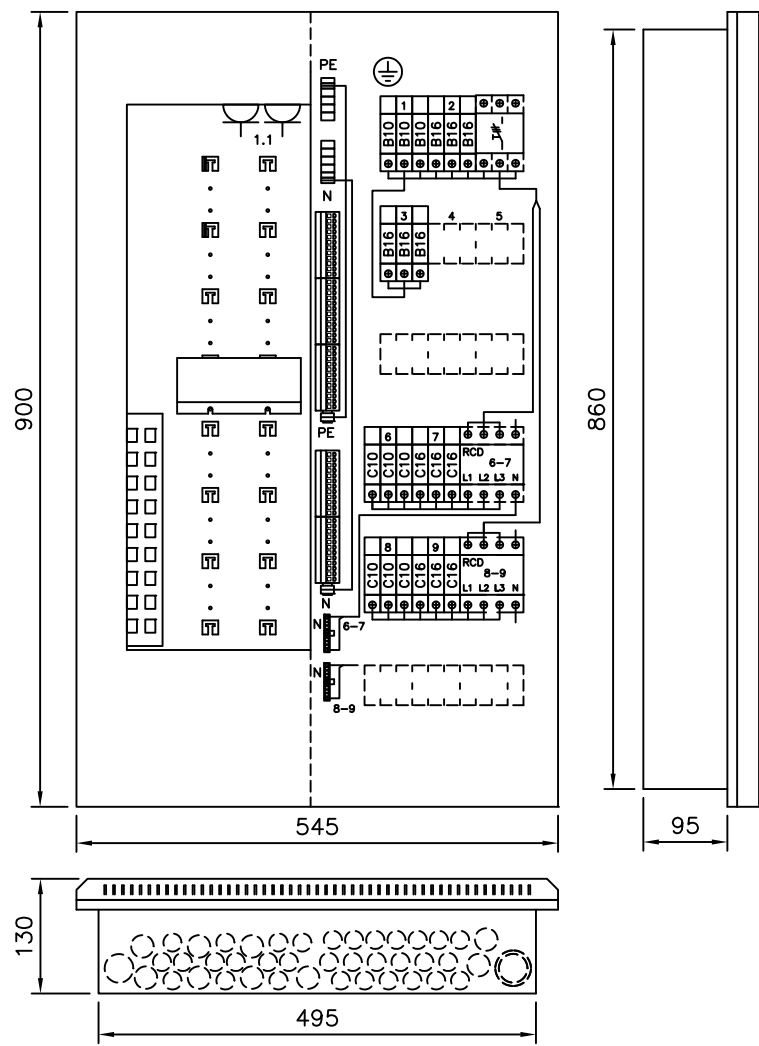 PE
1 2
B10 B10 B10 B16 B16 B16
1.1
N
3 4 5
B16 B16 B16
900
860
PE
6 7
C10 C10 C10 C16 C16 C16
RCD
6-7
L1 L2 L3 N
8 9
C10 C10 C10 C16 C16 C16
RCD
8-9
L1 L2 L3 N
N
N 6-7
N
8-9
545
95
130
495